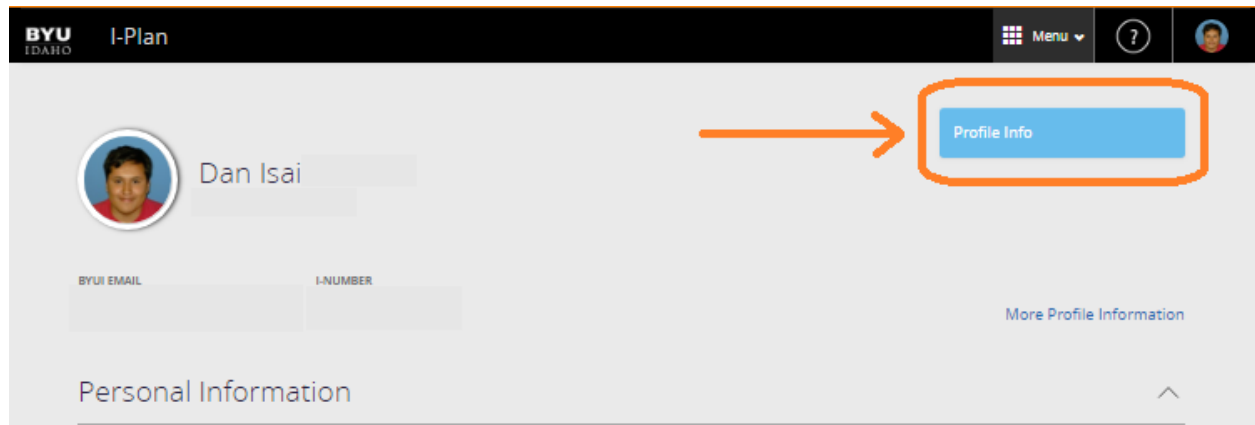 BYU
IDAHO
I-Plan
Menu
?
Profile Info
Dan Isai
BYUI EMAIL
I-NUMBER
More Profile Information
Personal Information